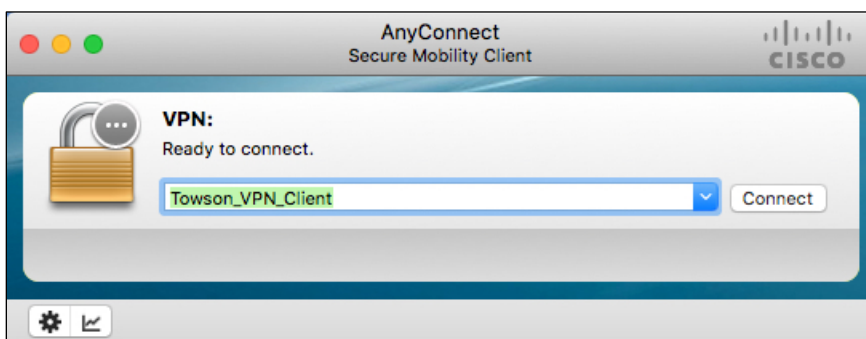 AnyConnect
Secure Mobility Client
CISCO
VPN:
Ready to connect.
Towson_VPN_Client
Connect